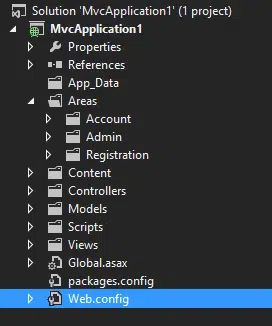 Solution 'MvcApplication1' (1 project)
MvcApplication1
Properties
References
App_Data
Areas
Account
Admin
Registration
Content
Controllers
Models
Scripts
Views
Global.asax
packages.config
Web.config